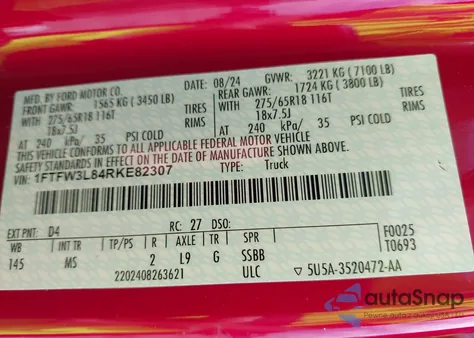 MFD. BY FORD MOTOR CO.
DATE: 08/24 GVWR: 3221 KG (7100 LB)
FRONT GAWR: 1565 KG (3450 LB) REAR GAWR: 1724 KG (3800 LB)
WITH 275/65R18 116T TIRES WITH 275/65R18 116T TIRES
18x7.5J RIMS 18x7.5J RIMS
AT 240 kPa/ 35 PSI COLD AT 240 kPa/ 35 PSI COLD
THIS VEHICLE CONFORMS TO ALL APPLICABLE FEDERAL MOTOR VEHICLE
SAFETY STANDARDS IN EFFECT ON THE DATE OF MANUFACTURE SHOWN ABOVE.
VIN: 1FTFW3L84RKE82307 TYPE: Truck
EXT PNT: D4 RC: 27 DSO: F0025
WB INT TR TP/PS R AXLE TR SPR T0693
145 MS 2 L9 G SSBB
2202408263621 ULC ▽ 5U5A-3520472-AA
autoSnap